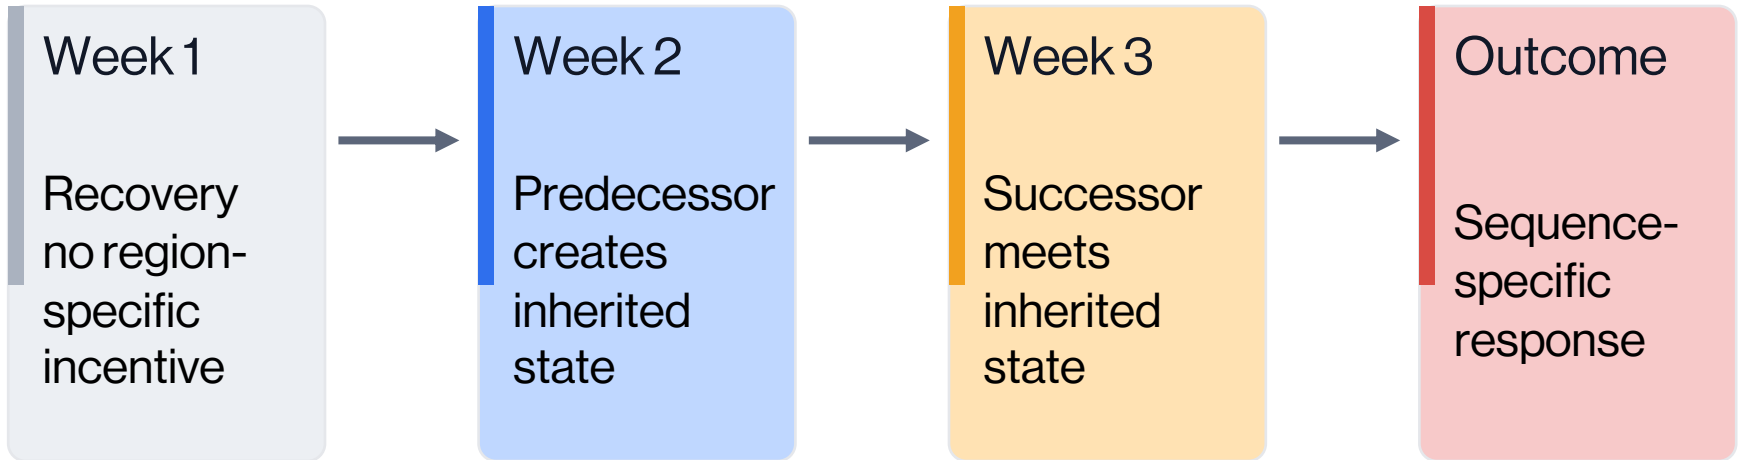 Week 1
Recovery
no region-
specific
incentive
Week 2
Predecessor
creates
inherited
state
Week 3
Successor
meets
inherited
state
Outcome
Sequence-
specific
response